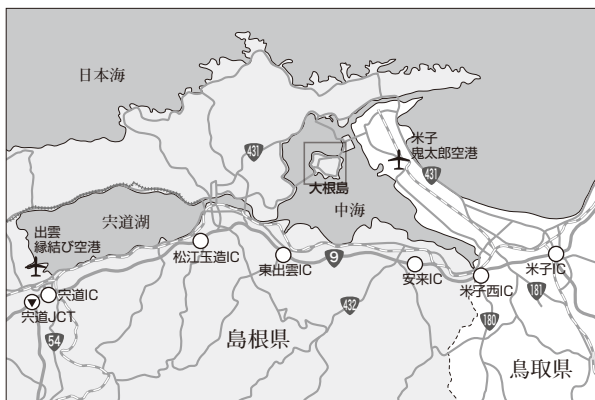 日本海
431
米子
鬼太郎空港
431
大根島
中海
出雲
縁結び空港
宍道湖
松江玉造IC
東出雲IC
9
安来IC
米子西IC
米子IC
181
宍道IC
宍道JCT
54
432
180
島根県
鳥取県